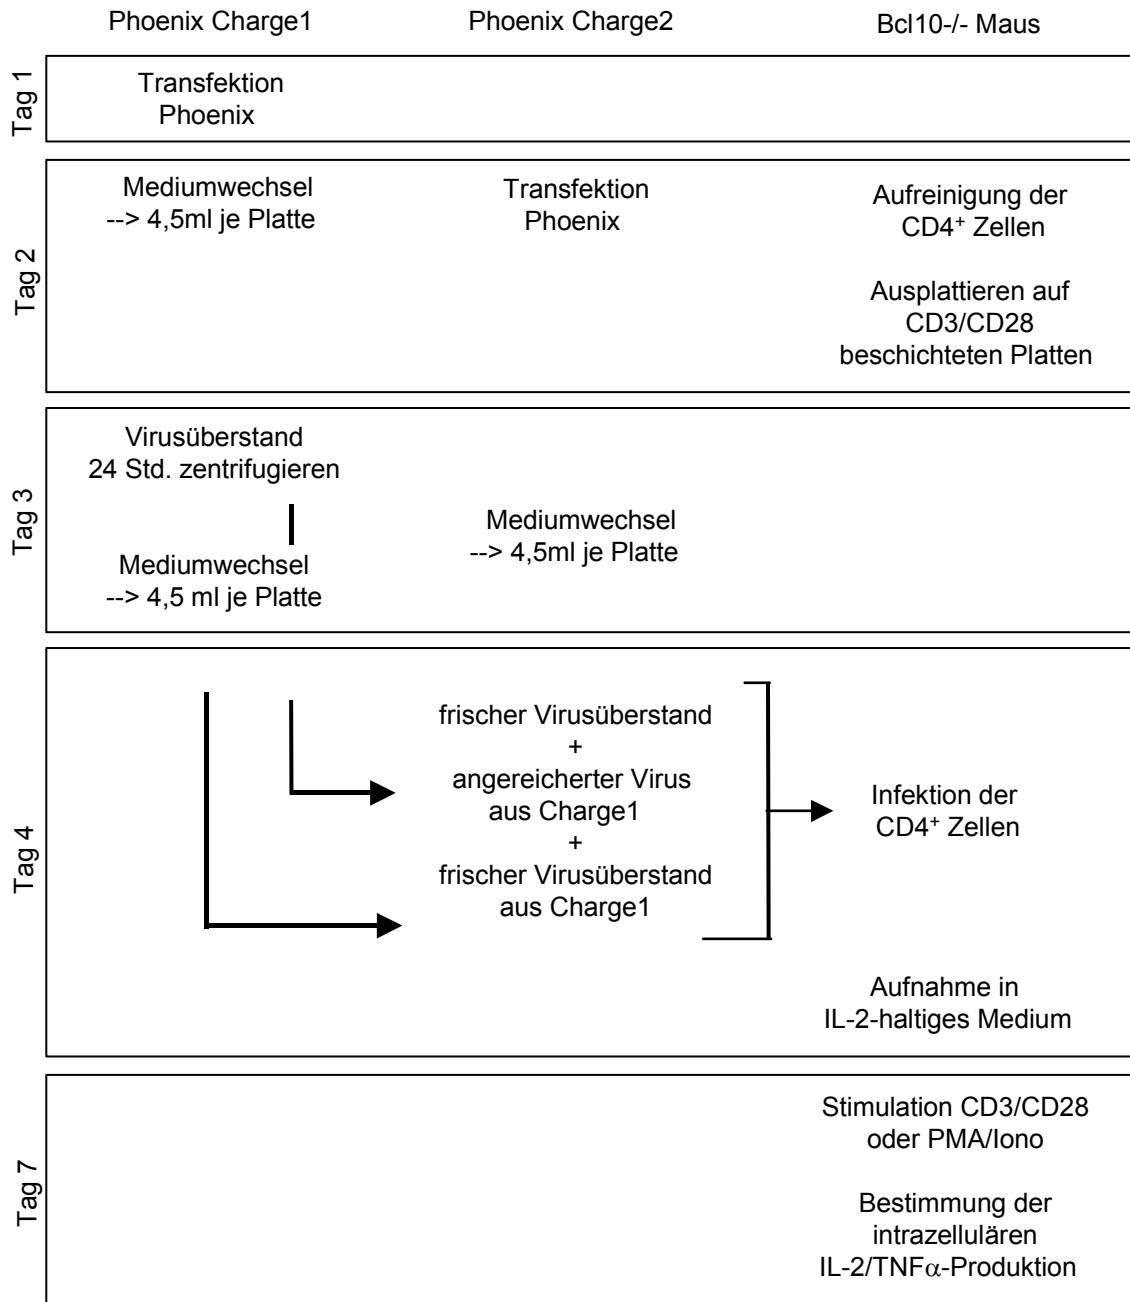 Phoenix Charge1
Phoenix Charge2
Bcl10-/- Maus
Tag 1
Transfektion
Phoenix
Tag 2
Mediumwechsel
--> 4,5ml je Platte
Transfektion
Phoenix
Aufreinigung der
CD4⁺ Zellen
Ausplattieren auf
CD3/CD28
beschichteten Platten
Tag 3
Virusüberstand
24 Std. zentrifugieren
Mediumwechsel
--> 4,5 ml je Platte
Mediumwechsel
--> 4,5ml je Platte
Tag 4
frischer Virusüberstand
+
angereicherter Virus
aus Charge1
+
frischer Virusüberstand
aus Charge1
Infektion der
CD4⁺ Zellen
Aufnahme in
IL-2-haltiges Medium
Tag 7
Stimulation CD3/CD28
oder PMA/Iono
Bestimmung der
intrazellulären
IL-2/TNFα-Produktion